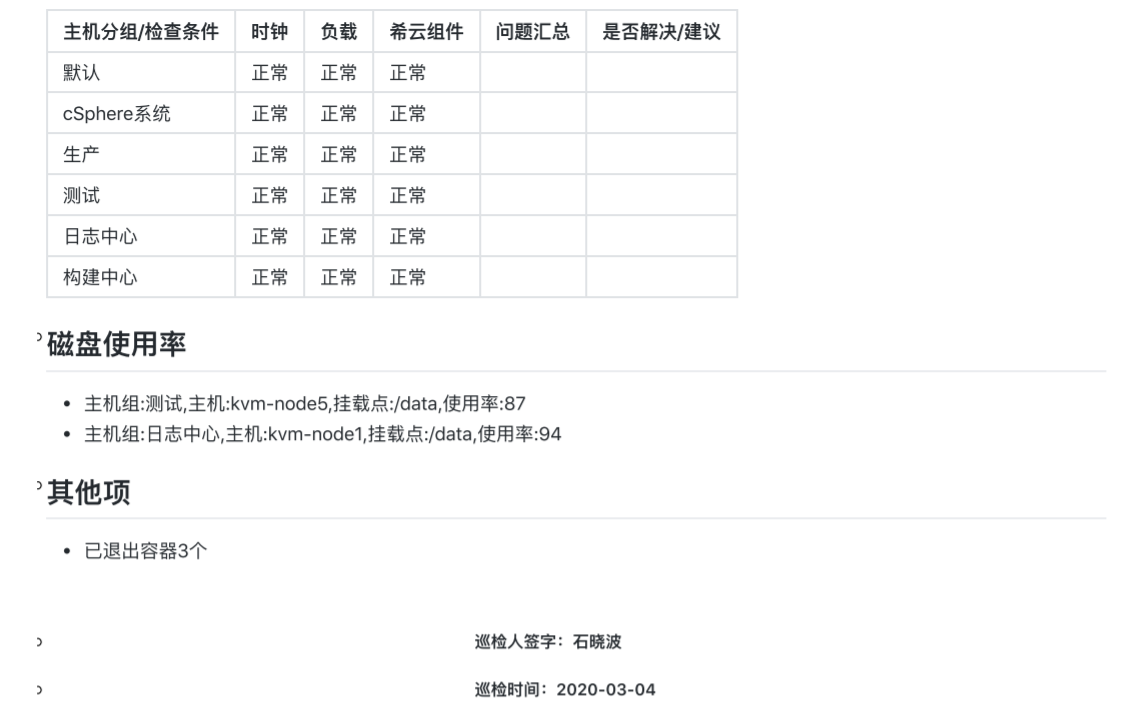 主机分组/检查条件 时钟 负载 希云组件 问题汇总 是否解决/建议
默认 正常 正常 正常
cSphere系统 正常 正常 正常
生产 正常 正常 正常
测试 正常 正常 正常
日志中心 正常 正常 正常
构建中心 正常 正常 正常
磁盘使用率
主机组:测试,主机:kvm-node5,挂载点:/data,使用率:87
主机组:日志中心,主机:kvm-node1,挂载点:/data,使用率:94
其他项
已退出容器3个
巡检人签字：石晓波
巡检时间：2020-03-04